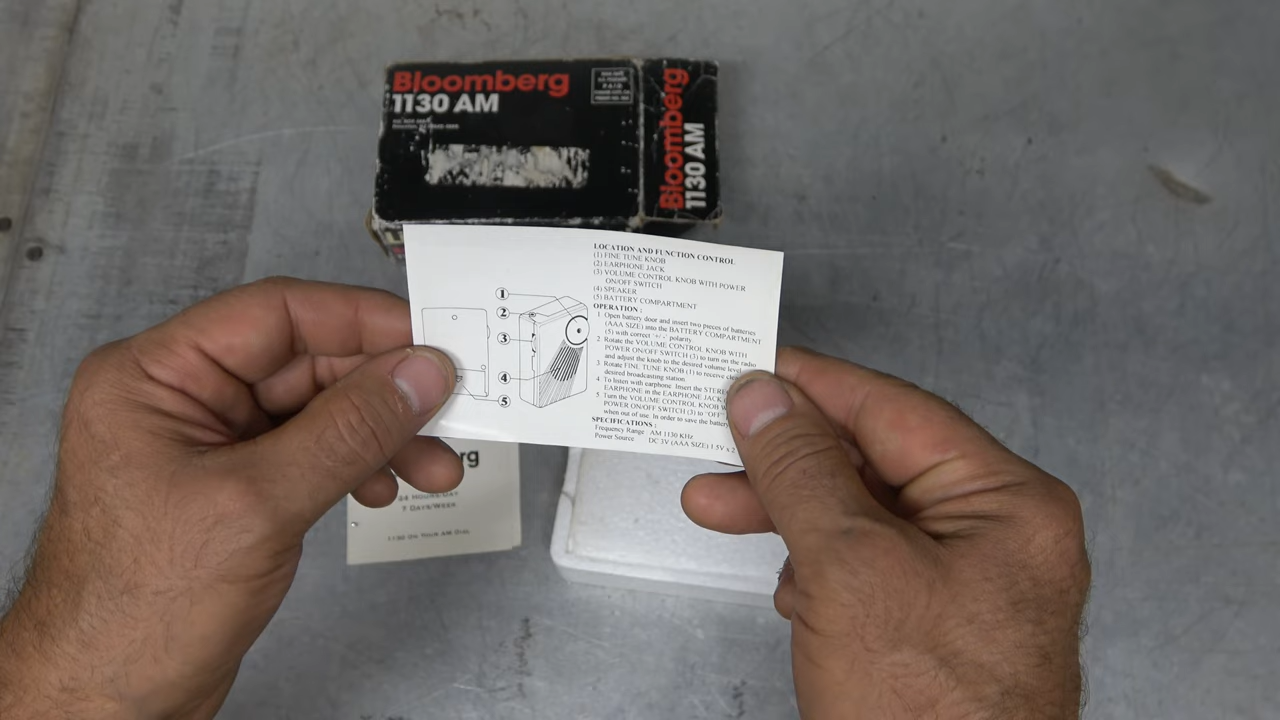 Bloomberg
1130 AM
PAID
Bloomberg
1130 AM
LOCATION AND FUNCTION CONTROL
(1) FINE TUNE KNOB
(2) EARPHONE JACK
(3) VOLUME CONTROL KNOB WITH POWER
ON/OFF SWITCH
(4) SPEAKER
(5) BATTERY COMPARTMENT
OPERATION :
1 Open battery door and insert two pieces of batteries
(AAA SIZE) into the BATTERY COMPARTMENT
(5) with correct "+/-" polarity.
2. Rotate the VOLUME CONTROL KNOB WITH
POWER ON/OFF SWITCH (3) to turn on the radio
and adjust the knob to the desired volume level.
3 Rotate FINE TUNE KNOB (1) to receive
desired broadcasting station.
4 To listen with earphone. Insert the
EARPHONE in the EARPHONE JACK
5. Turn the VOLUME CONTROL KNOB
POWER ON/OFF SWITCH (3) to "OFF"
when out of use. In order to save the battery
SPECIFICATIONS :
Frequency Range AM 1130 KHz
Power Source DC 3V (AAA SIZE) 1.5V x 2
1
2
3
4
5
rg
24 HOURS/DAY
7 DAYS/WEEK
1130 ON YOUR AM DIAL